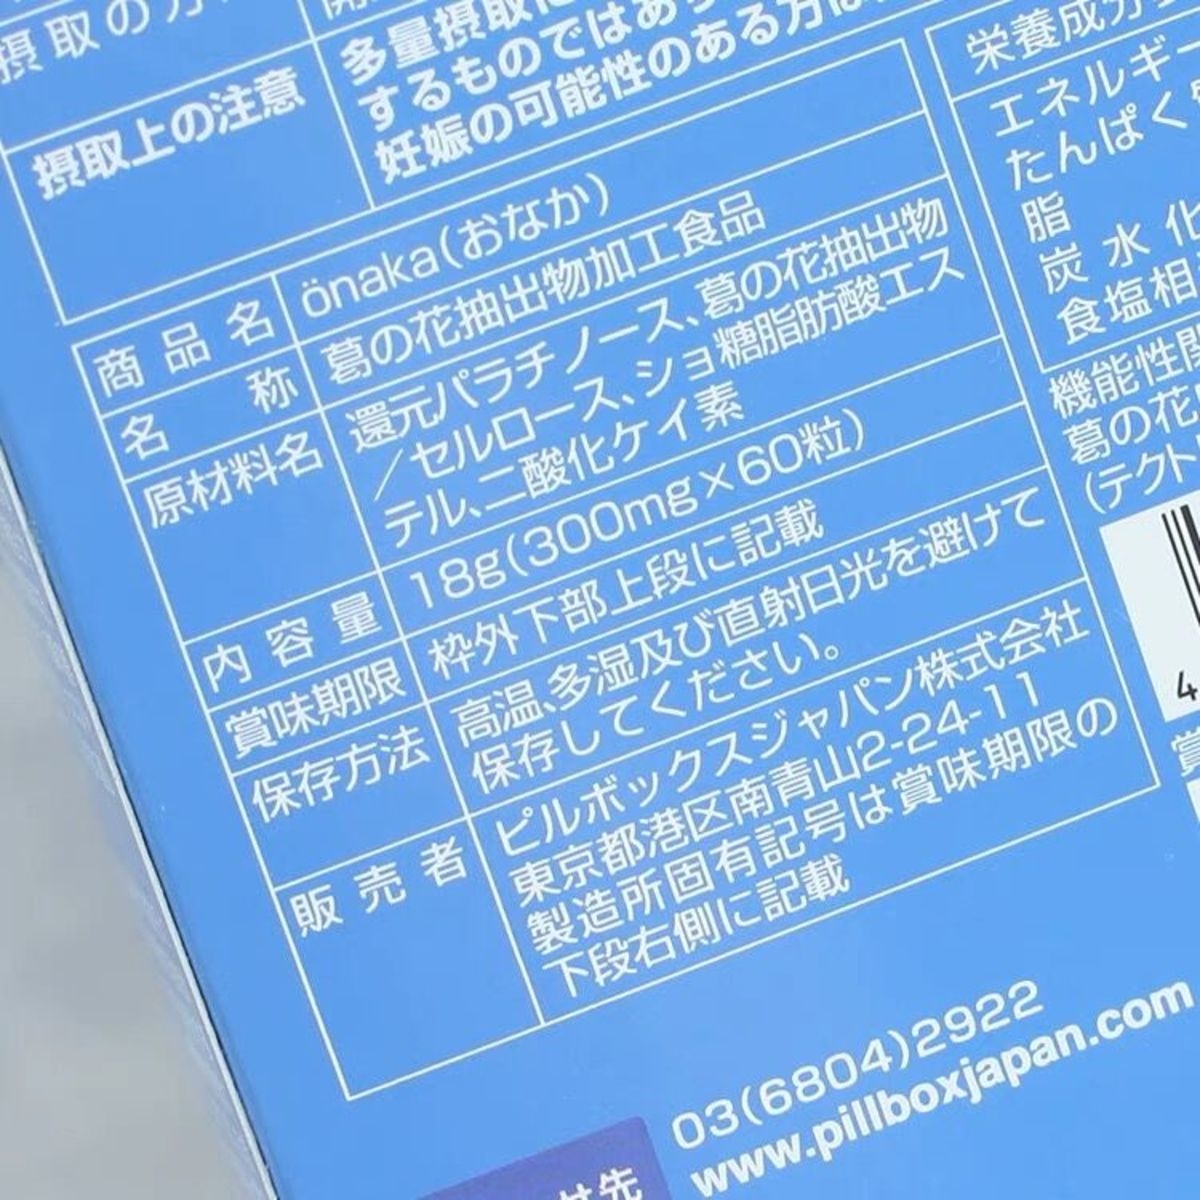 摂取の方
摂取上の注意
多量摂取に
するものではあり
妊娠の可能性のある方は
商品名
önaka(おなか)
名称
葛の花抽出物加工食品
原材料名
還元パラチノース、葛の花抽出物
/セルロース、ショ糖脂肪酸エス
テル、二酸化ケイ素
内容量
18g(300mg×60粒)
賞味期限
枠外下部上段に記載
保存方法
高温、多湿及び直射日光を避けて
保存してください。
販売者
ピルボックスジャパン株式会社
東京都港区南青山2-24-11
製造所固有記号は賞味期限の
下段右側に記載
栄養成分
エネルギー
たんぱく
脂
炭水化
食塩相
機能性関
葛の花
(テクト
4
賞
03(6804)2922
www.pillboxjapan.com
先